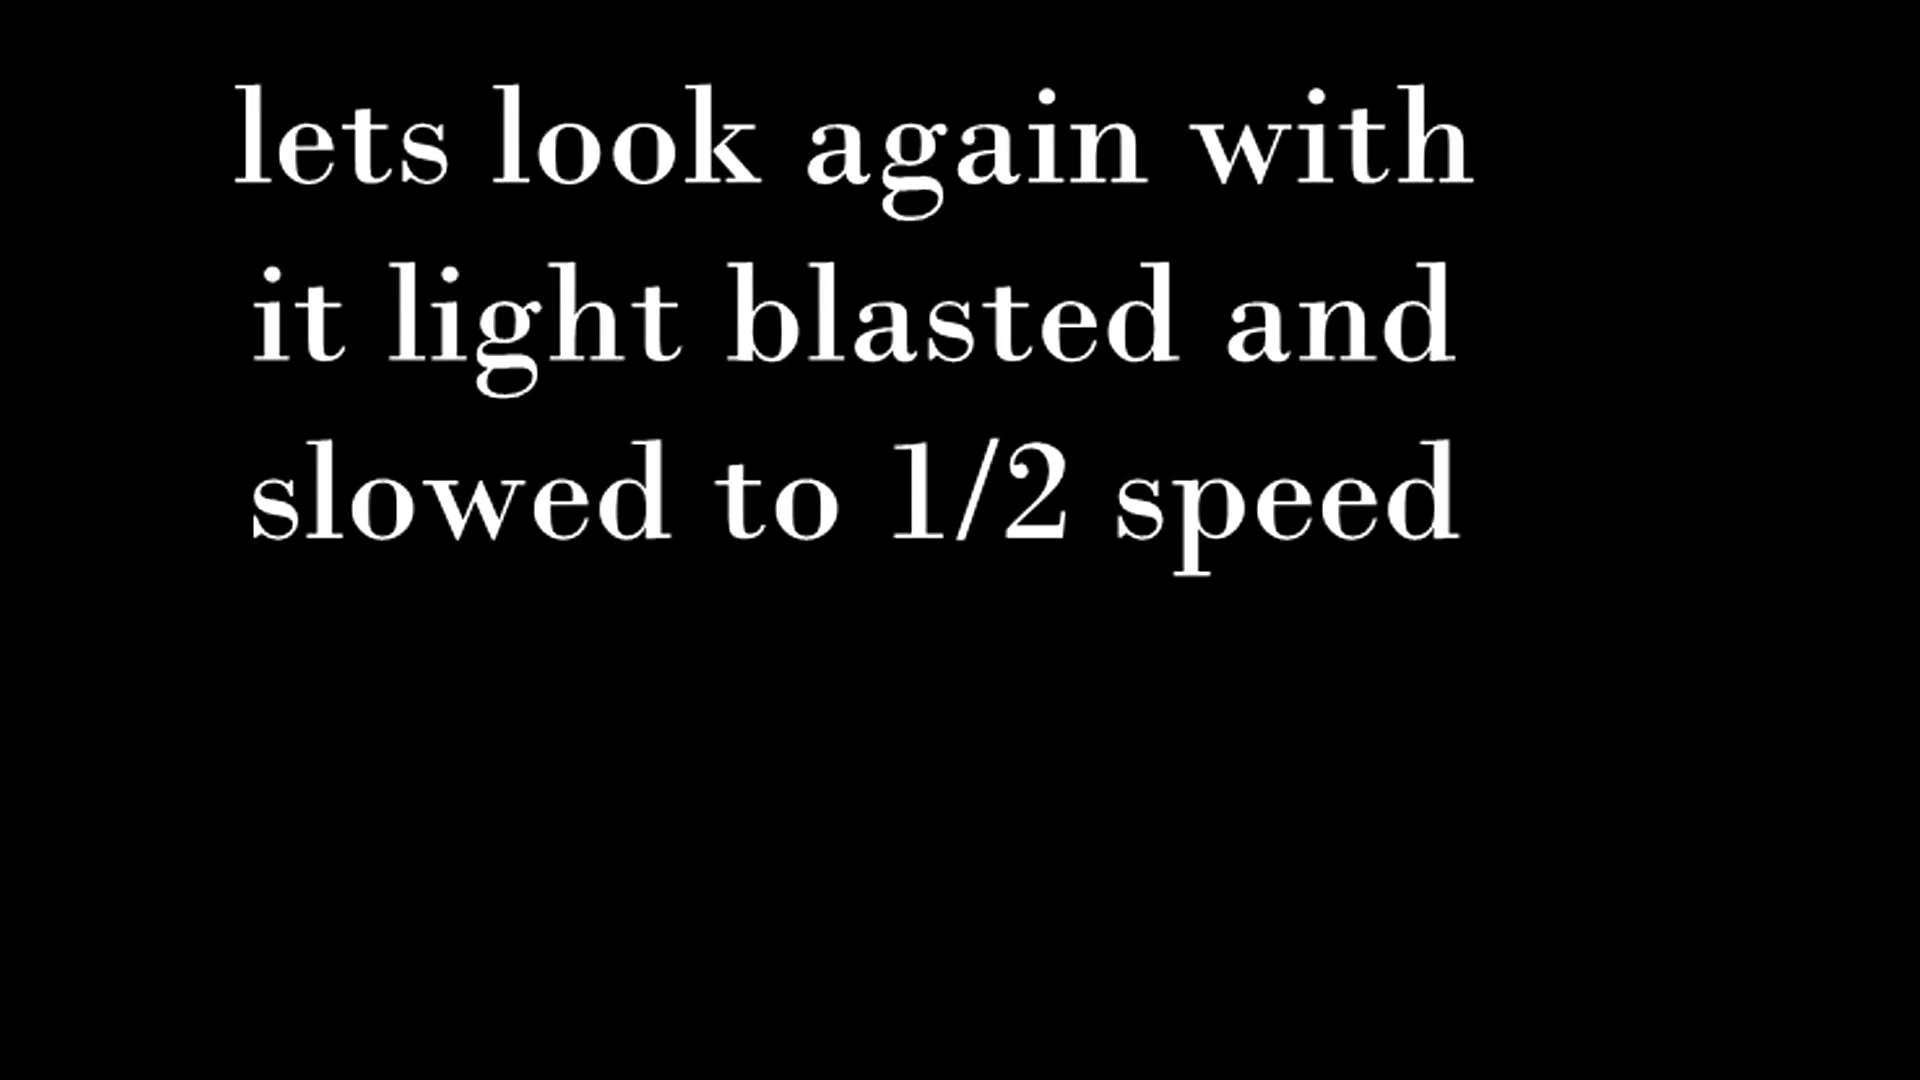 lets look again with
it light blasted and
slowed to 1/2 speed